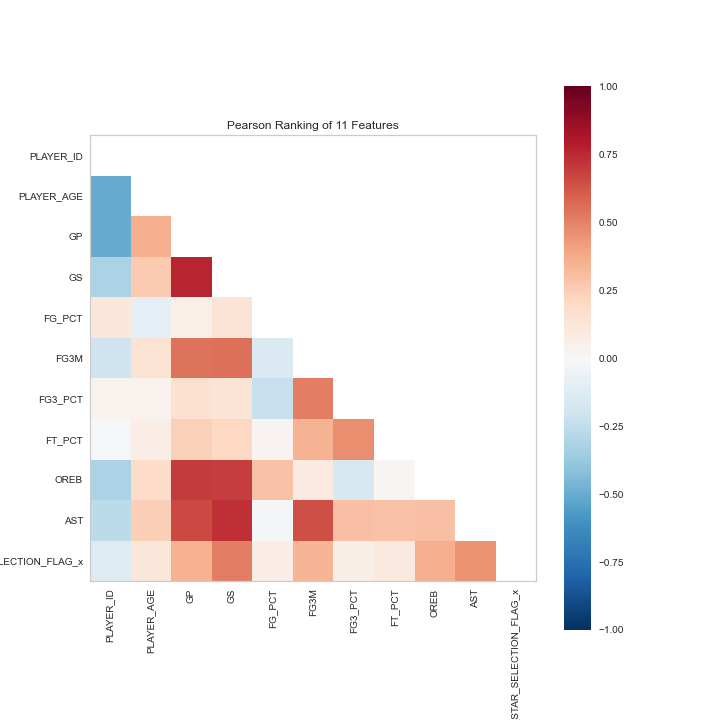 Pearson Ranking of 11 Features
PLAYER_ID
PLAYER_AGE
GP
GS
FG_PCT
FG3M
FG3_PCT
FT_PCT
OREB
AST
LECTION_FLAG_x
PLAYER_ID
PLAYER_AGE
GP
GS
FG_PCT
FG3M
FG3_PCT
FT_PCT
OREB
AST
STAR_SELECTION_FLAG_x
1.00
0.75
0.50
0.25
0.00
−0.25
−0.50
−0.75
−1.00